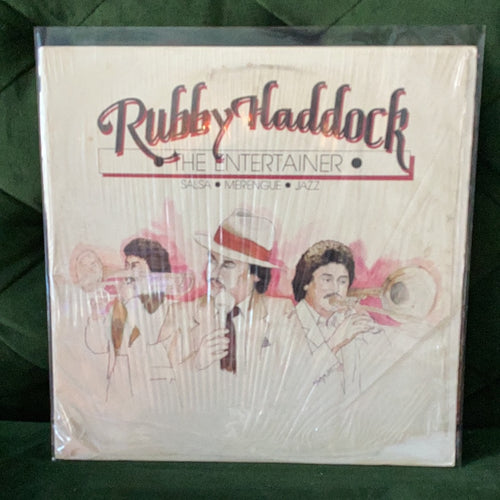 Rubby Haddock
• THE ENTERTAINER •
SALSA • MERENGUE • JAZZ